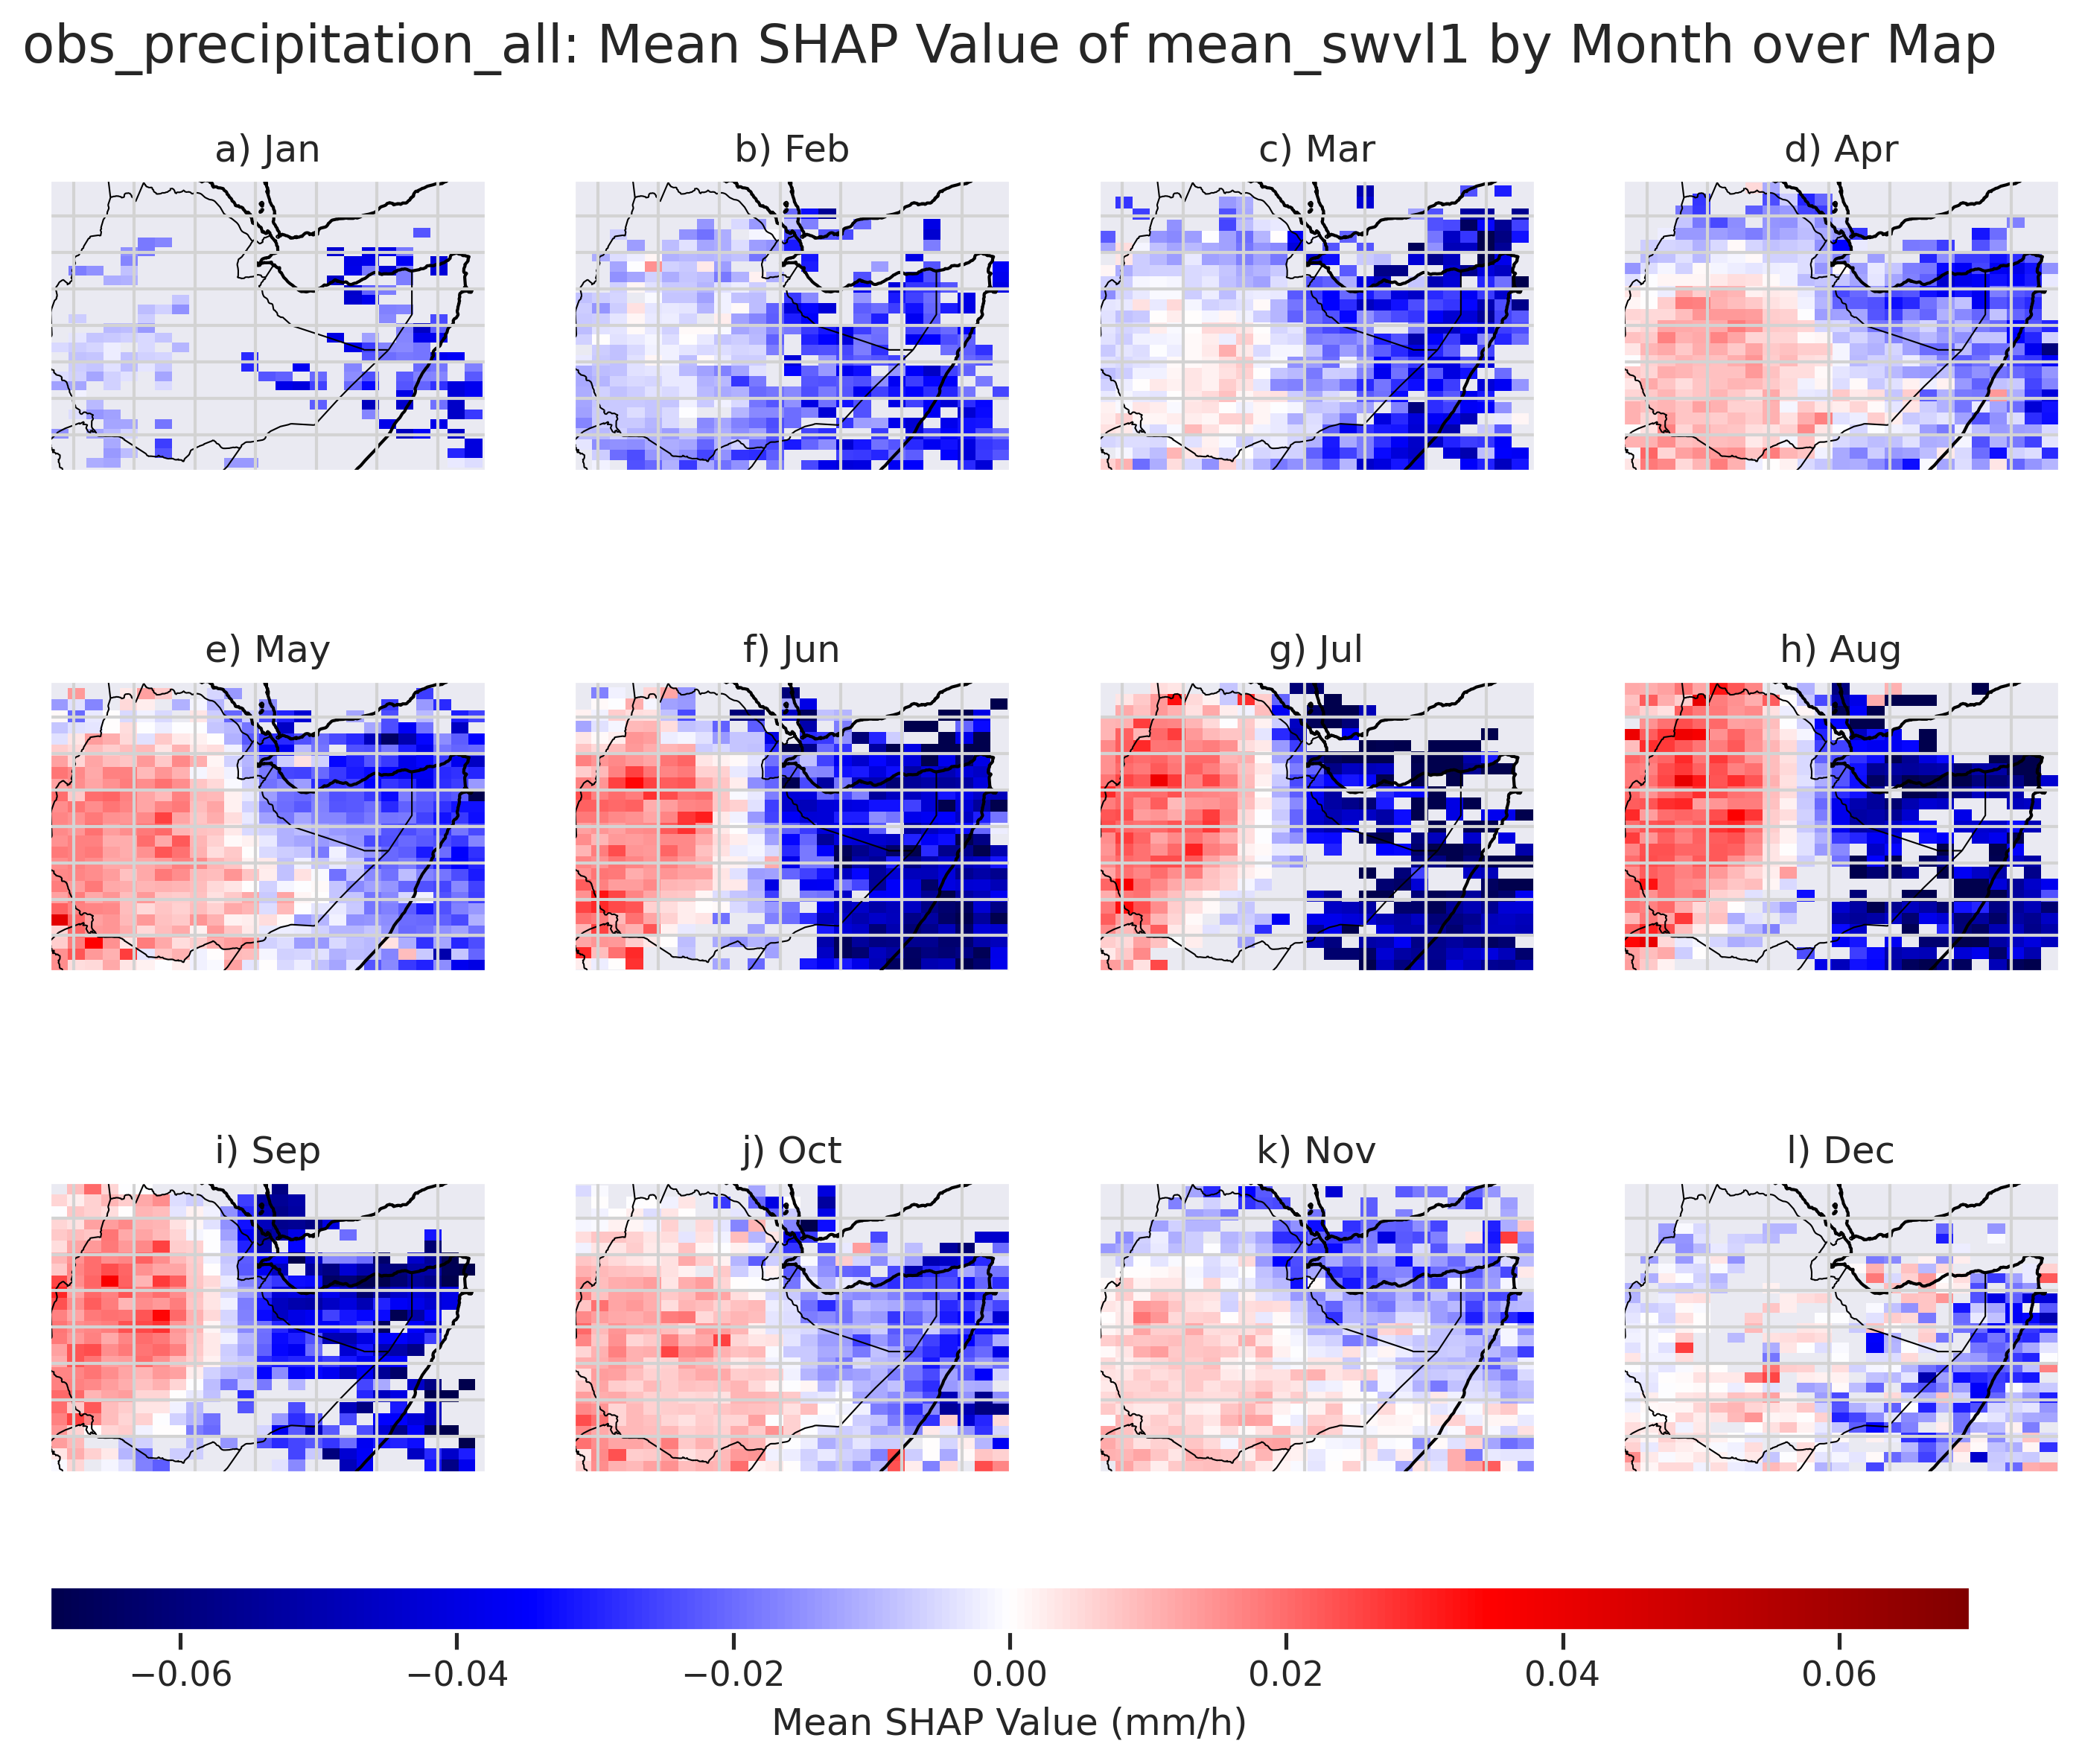 obs_precipitation_all: Mean SHAP Value of mean_swvl1 by Month over Map
a) Jan
b) Feb
c) Mar
d) Apr
e) May
f) Jun
g) Jul
h) Aug
i) Sep
j) Oct
k) Nov
l) Dec
−0.06 −0.04 −0.02 0.00 0.02 0.04 0.06
Mean SHAP Value (mm/h)